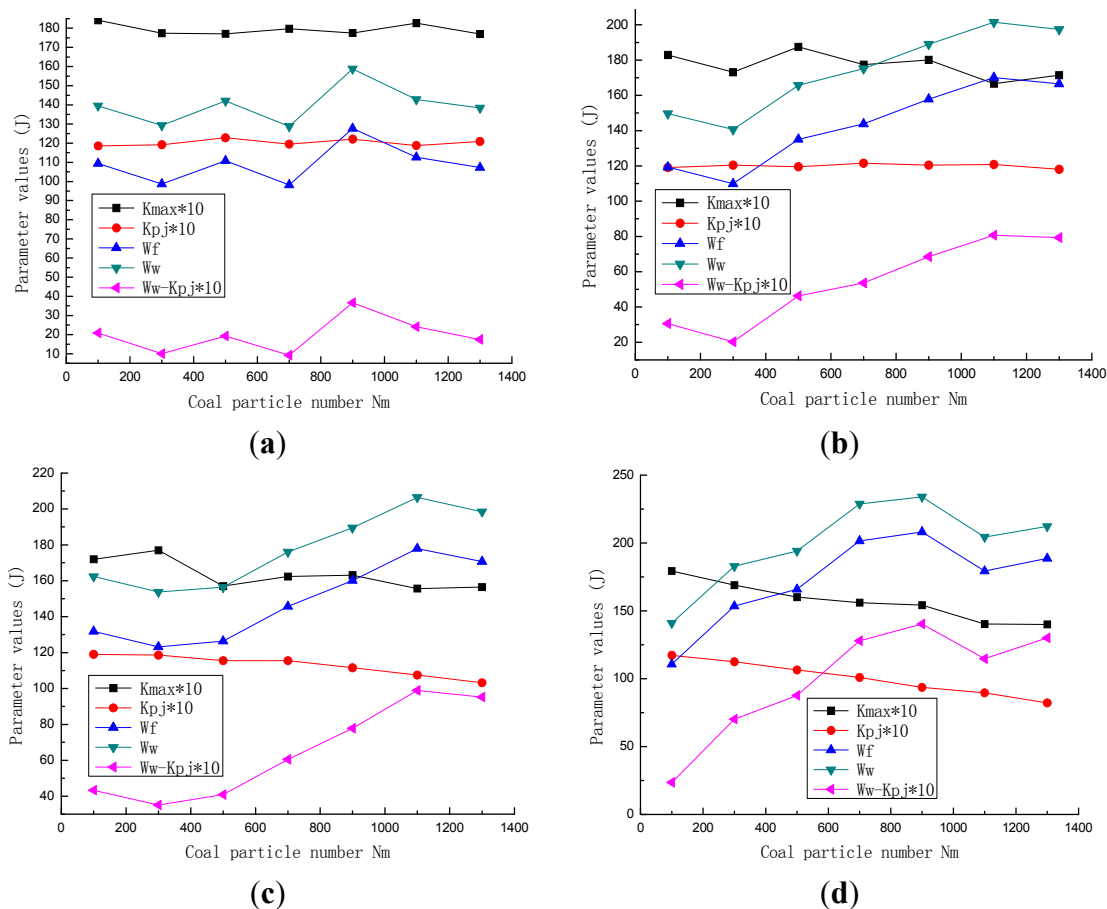 180
170
160
150
140
130
120
110
100
90
80
70
60
50
40
30
20
10
Parameter values (J)
Kmax*10
Kpj*10
Wf
Ww
Ww-Kpj*10
0 200 400 600 800 1000 1200 1400
Coal particle number Nm
(a)
200
180
160
140
120
100
80
60
40
20
Parameter values (J)
Kmax*10
Kpj*10
Wf
Ww
Ww-Kpj*10
0 200 400 600 800 1000 1200 1400
Coal particle number Nm
(b)
220
200
180
160
140
120
100
80
60
40
Parameter values (J)
Kmax*10
Kpj*10
Wf
Ww
Ww-Kpj*10
0 200 400 600 800 1000 1200 1400
Coal particle number Nm
(c)
250
200
150
100
50
0
Parameter values (J)
Kmax*10
Kpj*10
Wf
Ww
Ww-Kpj*10
0 200 400 600 800 1000 1200 1400
Coal particle number Nm
(d)